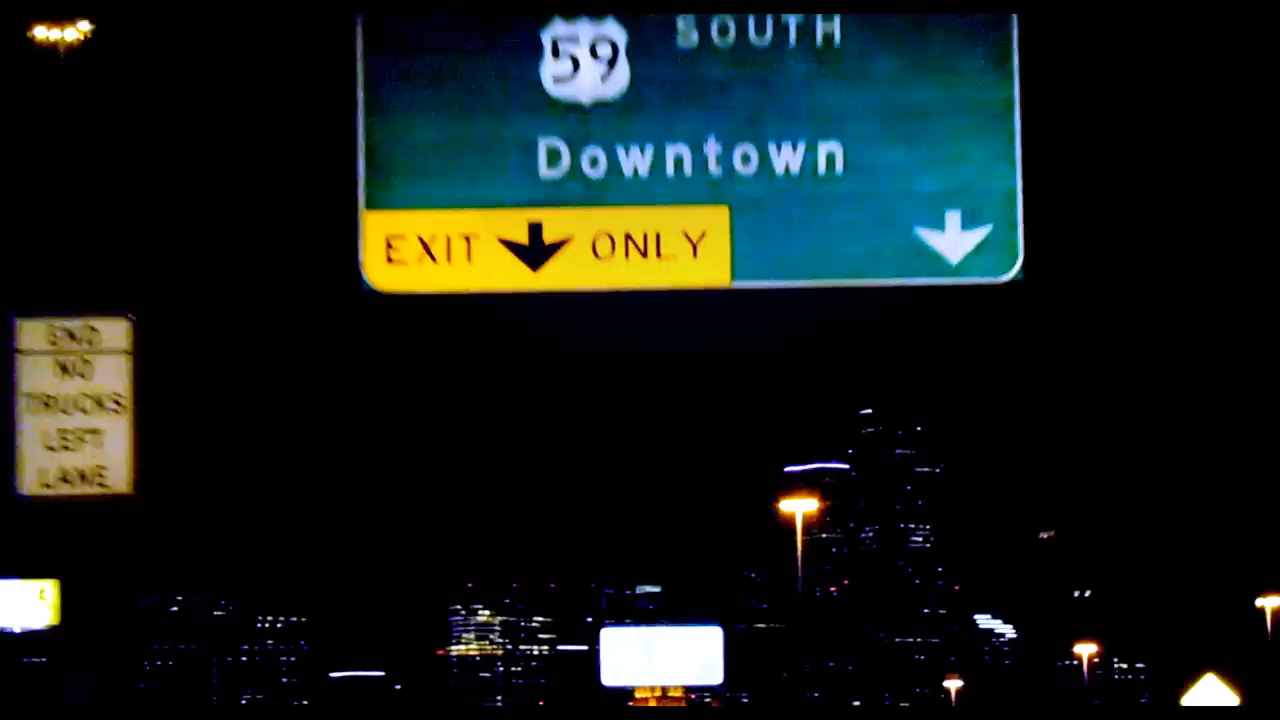 59 SOUTH
Downtown
EXIT ONLY
END
NO
TRUCKS
LEFT
LANE